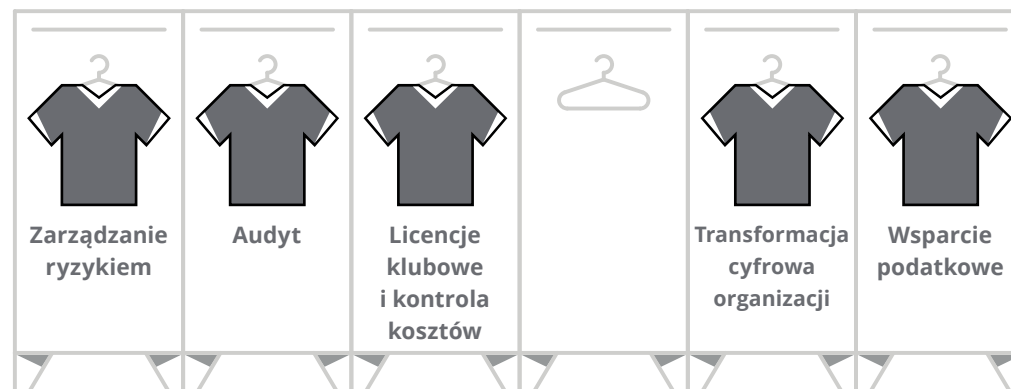 Zarządzanie
ryzykiem
Audyt
Licencje
klubowe
i kontrola
kosztów
Transformacja
cyfrowa
organizacji
Wsparcie
podatkowe